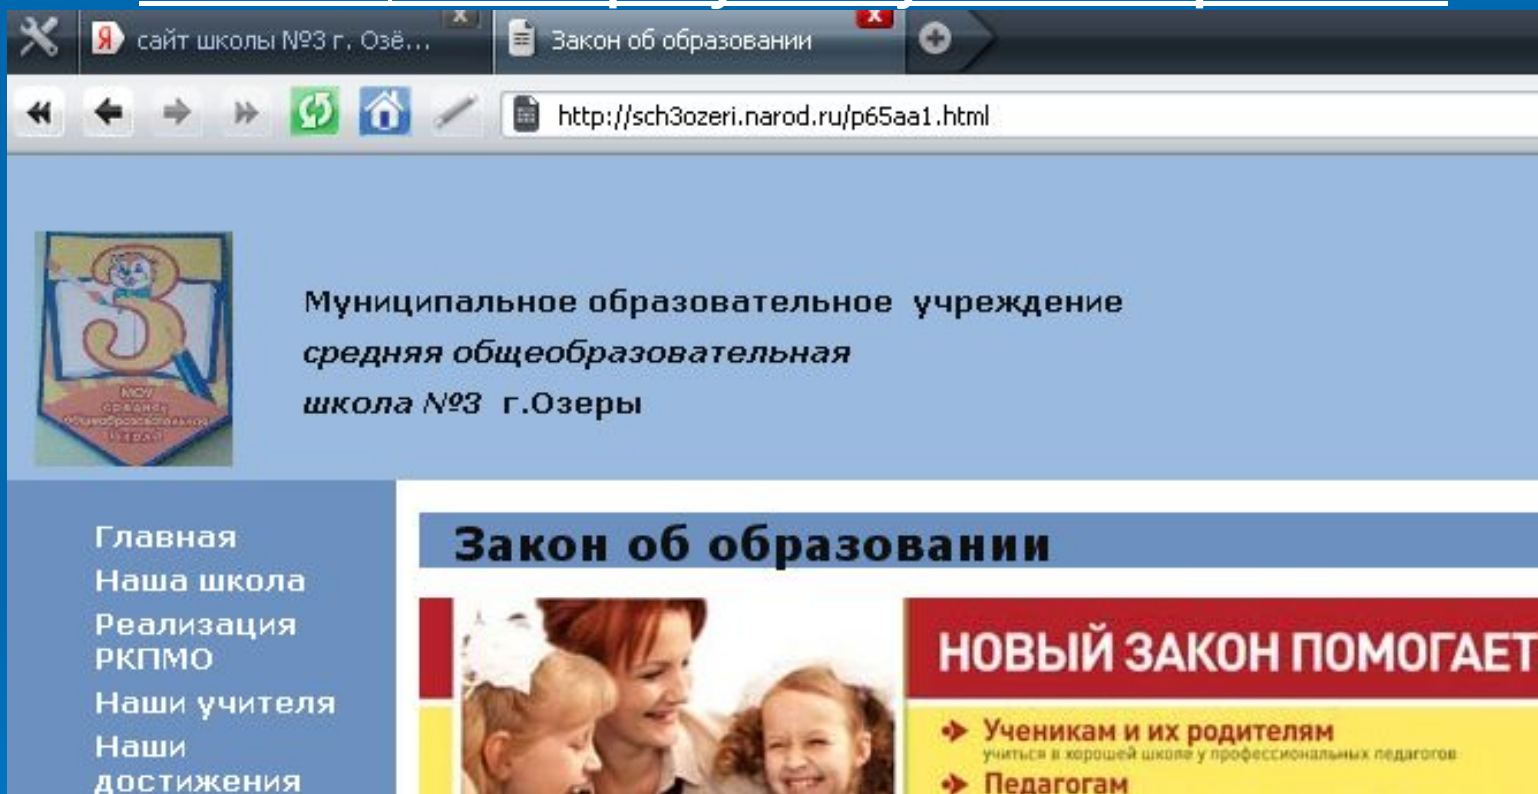 сайт школы №3 г. Озё...
Закон об образовании
http://sch3ozeri.narod.ru/p65aa1.html
3
МОУ
Муниципальное образовательное учреждение
средняя общеобразовательная
школа №3 г.Озеры
Главная
Наша школа
Реализация
РКПМО
Наши учителя
Наши
достижения
Закон об образовании
НОВЫЙ ЗАКОН ПОМОГАЕТ
Ученикам и их родителям
учиться в хорошей школе у профессиональных педагогов
Педагогам